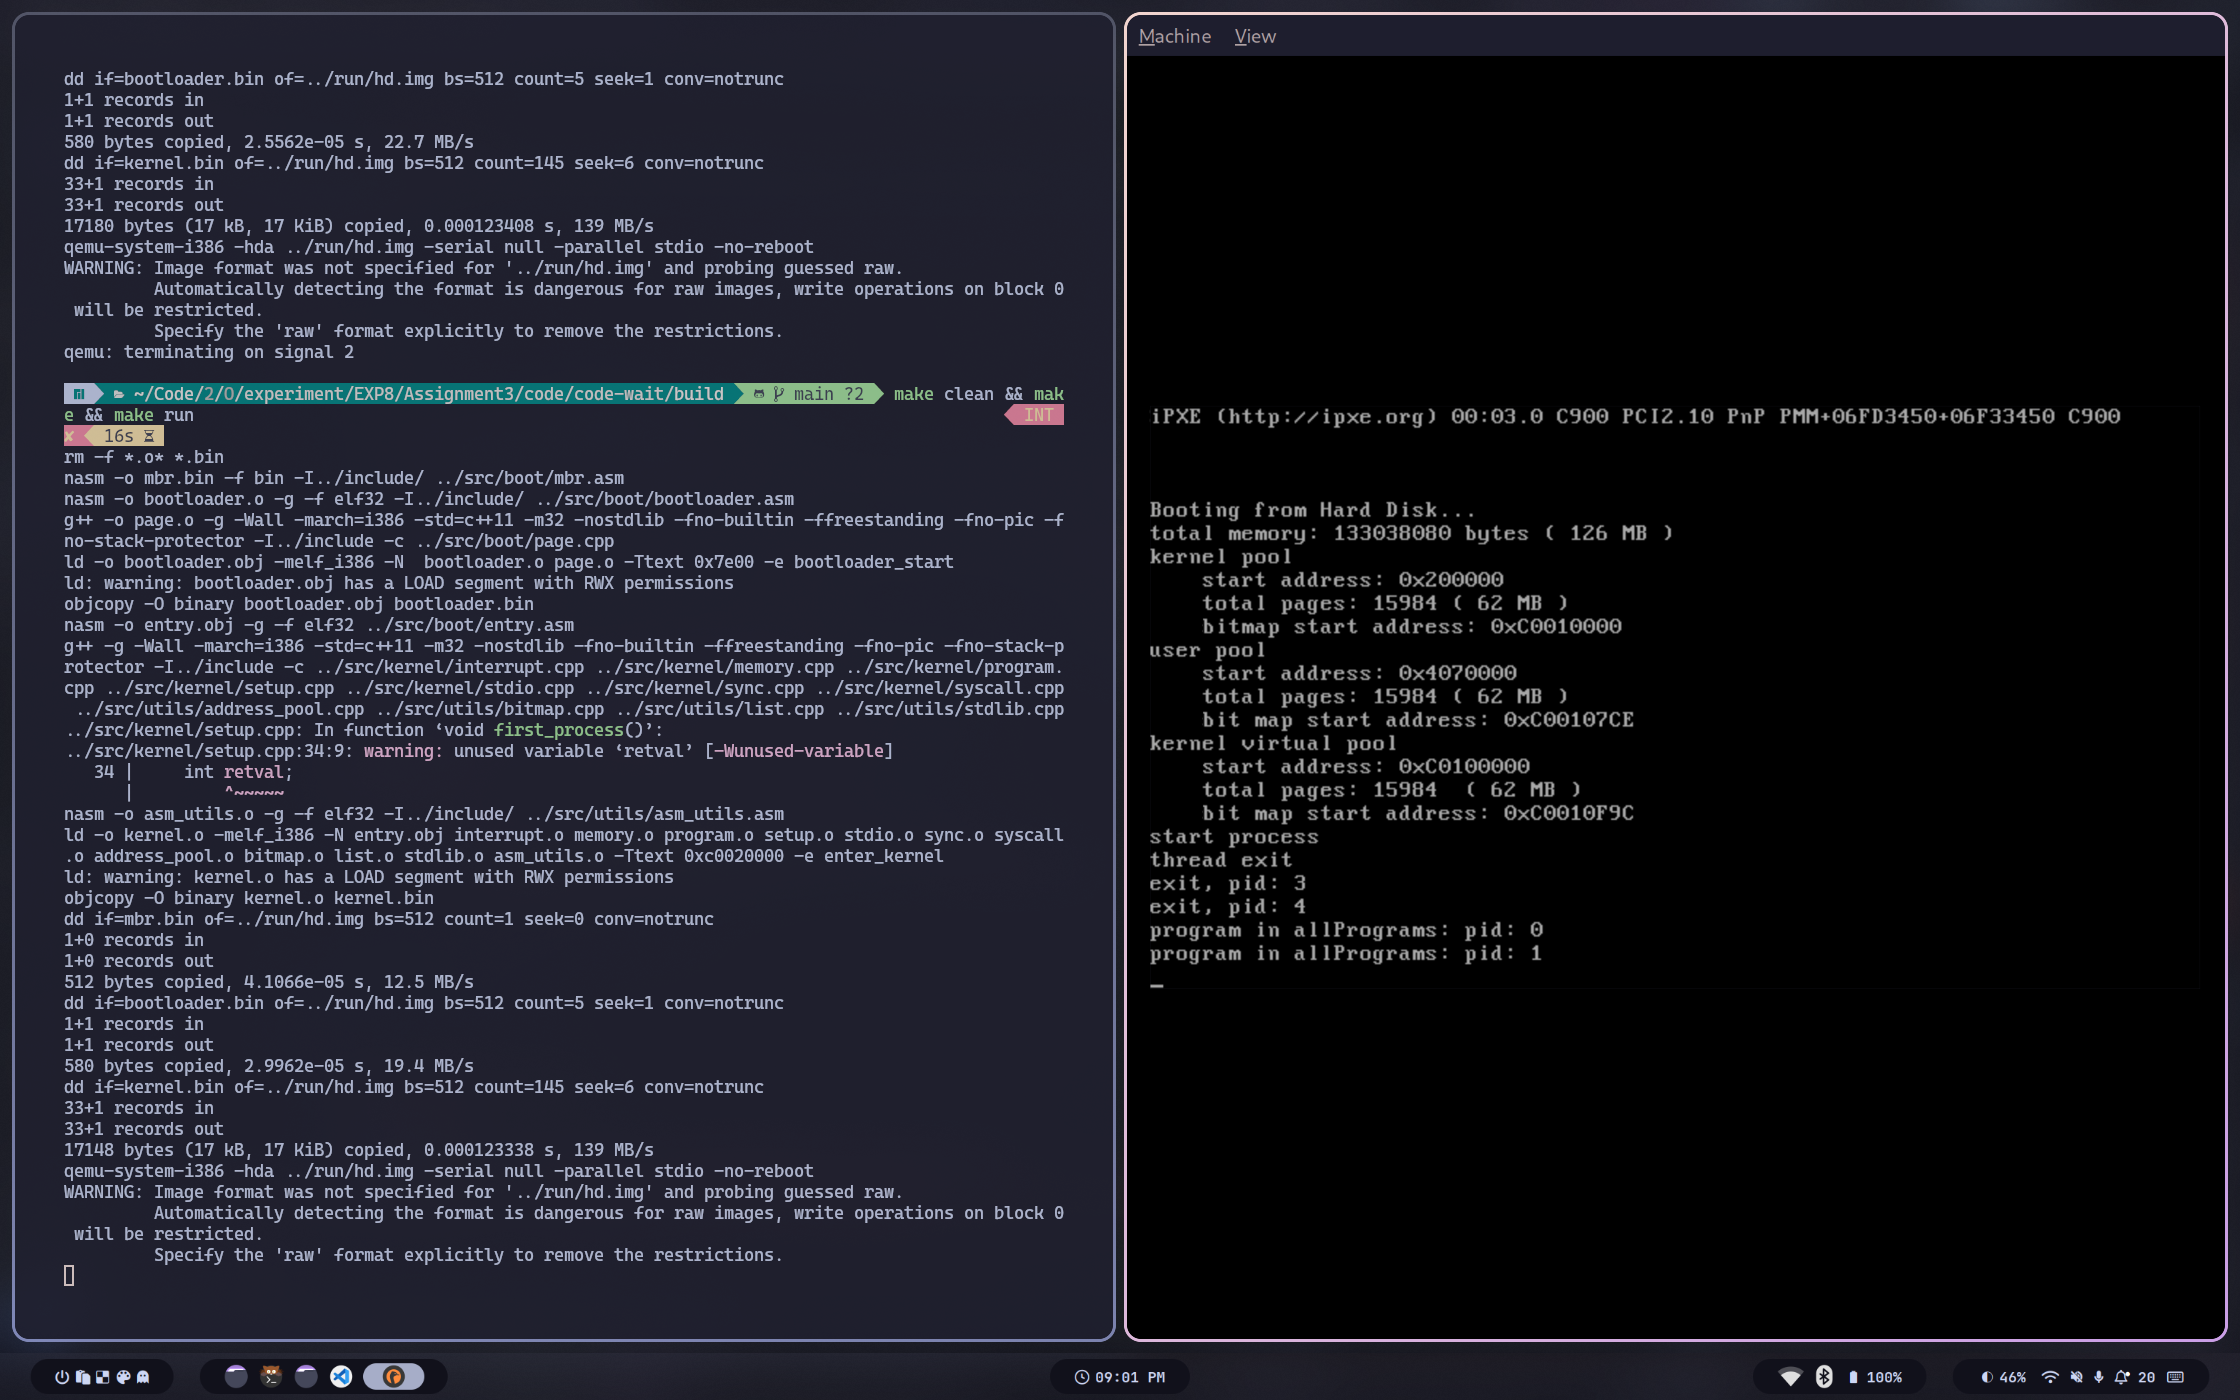 dd if=bootloader.bin of=../run/hd.img bs=512 count=5 seek=1 conv=notrunc
1+1 records in
1+1 records out
580 bytes copied, 2.5562e-05 s, 22.7 MB/s
dd if=kernel.bin of=../run/hd.img bs=512 count=145 seek=6 conv=notrunc
33+1 records in
33+1 records out
17180 bytes (17 kB, 17 KiB) copied, 0.000123408 s, 139 MB/s
qemu-system-i386 -hda ../run/hd.img -serial null -parallel stdio -no-reboot
WARNING: Image format was not specified for '../run/hd.img' and probing guessed raw.
Automatically detecting the format is dangerous for raw images, write operations on block 0
will be restricted.
Specify the 'raw' format explicitly to remove the restrictions.
qemu: terminating on signal 2
~/Code/2/O/experiment/EXP8/Assignment3/code/code-wait/build main ?2 make clean && mak
e && make run INT
✘ 16s
rm -f *.o* *.bin
nasm -o mbr.bin -f bin -I../include/ ../src/boot/mbr.asm
nasm -o bootloader.o -g -f elf32 -I../include/ ../src/boot/bootloader.asm
g++ -o page.o -g -Wall -march=i386 -std=c++11 -m32 -nostdlib -fno-builtin -ffreestanding -fno-pic -f
no-stack-protector -I../include -c ../src/boot/page.cpp
ld -o bootloader.obj -melf_i386 -N  bootloader.o page.o -Ttext 0x7e00 -e bootloader_start
ld: warning: bootloader.obj has a LOAD segment with RWX permissions
objcopy -O binary bootloader.obj bootloader.bin
nasm -o entry.obj -g -f elf32 ../src/boot/entry.asm
g++ -g -Wall -march=i386 -std=c++11 -m32 -nostdlib -fno-builtin -ffreestanding -fno-pic -fno-stack-p
rotector -I../include -c ../src/kernel/interrupt.cpp ../src/kernel/memory.cpp ../src/kernel/program.
cpp ../src/kernel/setup.cpp ../src/kernel/stdio.cpp ../src/kernel/sync.cpp ../src/kernel/syscall.cpp
../src/utils/address_pool.cpp ../src/utils/bitmap.cpp ../src/utils/list.cpp ../src/utils/stdlib.cpp
../src/kernel/setup.cpp: In function ‘void first_process()’:
../src/kernel/setup.cpp:34:9: warning: unused variable ‘retval’ [-Wunused-variable]
34 |     int retval;
|         ^~~~~~
nasm -o asm_utils.o -g -f elf32 -I../include/ ../src/utils/asm_utils.asm
ld -o kernel.o -melf_i386 -N entry.obj interrupt.o memory.o program.o setup.o stdio.o sync.o syscall
.o address_pool.o bitmap.o list.o stdlib.o asm_utils.o -Ttext 0xc0020000 -e enter_kernel
ld: warning: kernel.o has a LOAD segment with RWX permissions
objcopy -O binary kernel.o kernel.bin
dd if=mbr.bin of=../run/hd.img bs=512 count=1 seek=0 conv=notrunc
1+0 records in
1+0 records out
512 bytes copied, 4.1066e-05 s, 12.5 MB/s
dd if=bootloader.bin of=../run/hd.img bs=512 count=5 seek=1 conv=notrunc
1+1 records in
1+1 records out
580 bytes copied, 2.9962e-05 s, 19.4 MB/s
dd if=kernel.bin of=../run/hd.img bs=512 count=145 seek=6 conv=notrunc
33+1 records in
33+1 records out
17148 bytes (17 kB, 17 KiB) copied, 0.000123338 s, 139 MB/s
qemu-system-i386 -hda ../run/hd.img -serial null -parallel stdio -no-reboot
WARNING: Image format was not specified for '../run/hd.img' and probing guessed raw.
Automatically detecting the format is dangerous for raw images, write operations on block 0
will be restricted.
Specify the 'raw' format explicitly to remove the restrictions.
Machine View
iPXE (http://ipxe.org) 00:03.0 C900 PCI2.10 PnP PMM+06FD3450+06F33450 C900
Booting from Hard Disk...
total memory: 133038080 bytes ( 126 MB )
kernel pool
start address: 0x200000
total pages: 15984 ( 62 MB )
bitmap start address: 0xC0010000
user pool
start address: 0x4070000
total pages: 15984 ( 62 MB )
bit map start address: 0xC00107CE
kernel virtual pool
start address: 0xC0100000
total pages: 15984  ( 62 MB )
bit map start address: 0xC0010F9C
start process
thread exit
exit, pid: 3
exit, pid: 4
program in allPrograms: pid: 0
program in allPrograms: pid: 1
_
09:01 PM
100%
46% 20